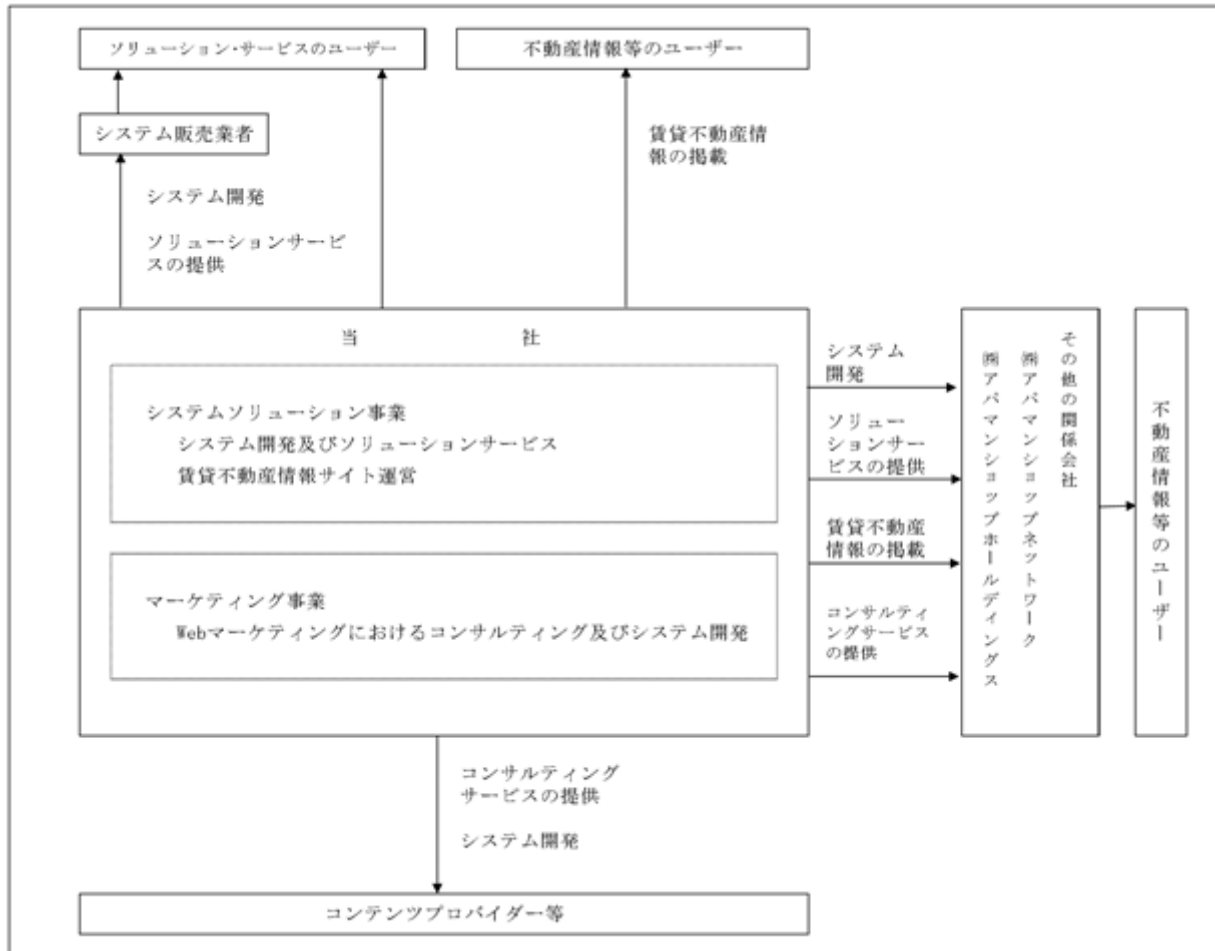 ソリューション・サービスのユーザー
不動産情報等のユーザー
システム販売業者
賃貸不動産情
報の掲載
システム開発
ソリューションサービ
スの提供
当社
システムソリューション事業
システム開発及びソリューションサービス
賃貸不動産情報サイト運営
マーケティング事業
Webマーケティングにおけるコンサルティング及びシステム開発
システム
開発
ソリュー
ションサー
ビスの提供
賃貸不動産
情報の掲載
コンサルティ
ングサービス
の提供
その他の関係会社
㈱アパマンショップネットワーク
㈱アパマンショップホールディングス
不動産情報等のユーザー
コンサルティング
サービスの提供
システム開発
コンテンツプロバイダー等